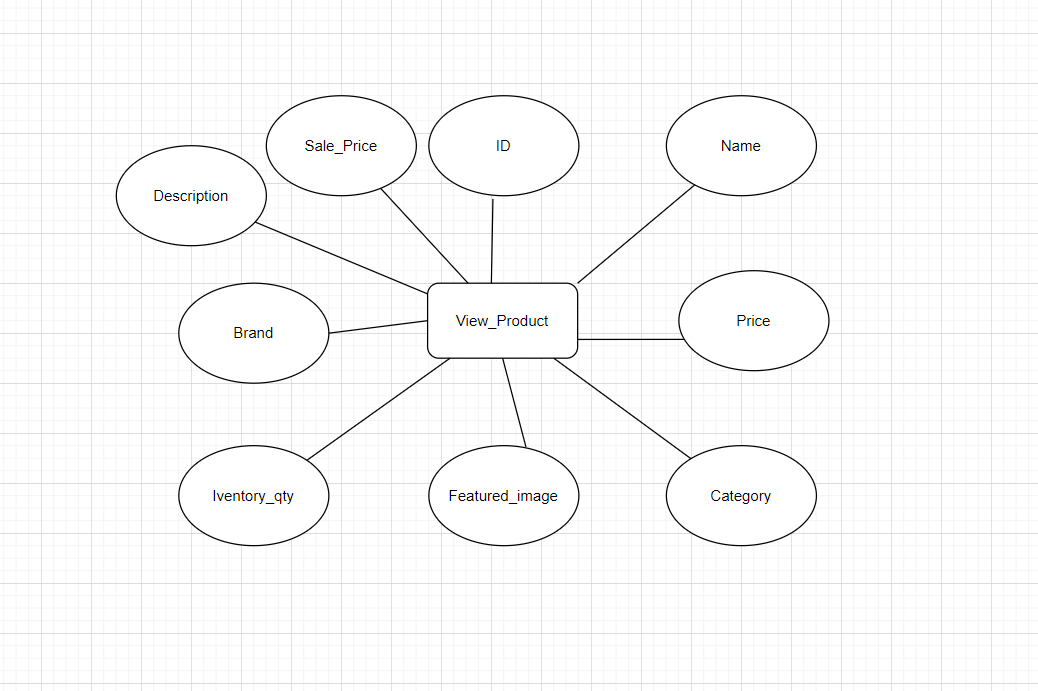 Sale_Price
ID
Name
Description
View_Product
Price
Brand
Iventory_qty
Featured_image
Category